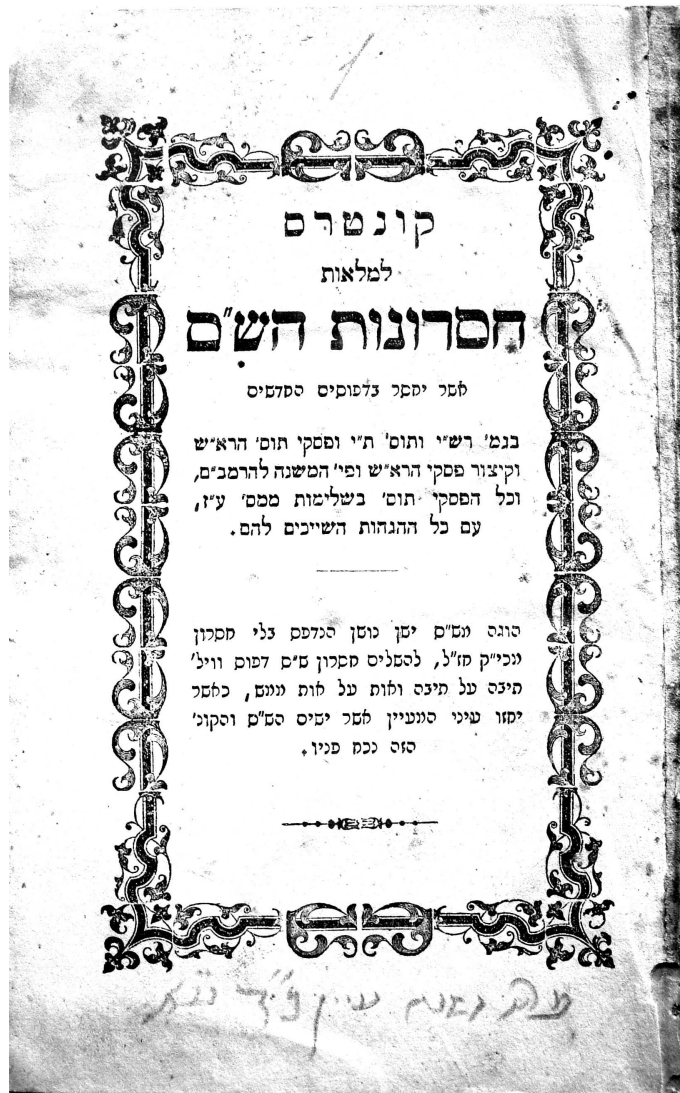 קונטרס
למלאות
חסרונות הש"ם
אשר יחסר בדפוסים החדשים
בגמ' רש"י ותוס' ת"י ופסקי תוס' הרא"ש
וקיצור פסקי הרא"ש ופי' המשנה להרמב"ם,
וכל הפסקי תוס' בשלימות ממס' ע"ז,
עם כל ההגהות השייכים להם.
הוגה מש"ס ישן נושן הנדפס בלי חסרון
מכי"ק מז"ל, להשלים חסרון ש"ס דפוס וויל'
תיבה על תיבה ואות על אות ממש, כאשר
יחזו עיני המעיין אשר ישים הש"ס והקונ'
הזה נכח פניו.